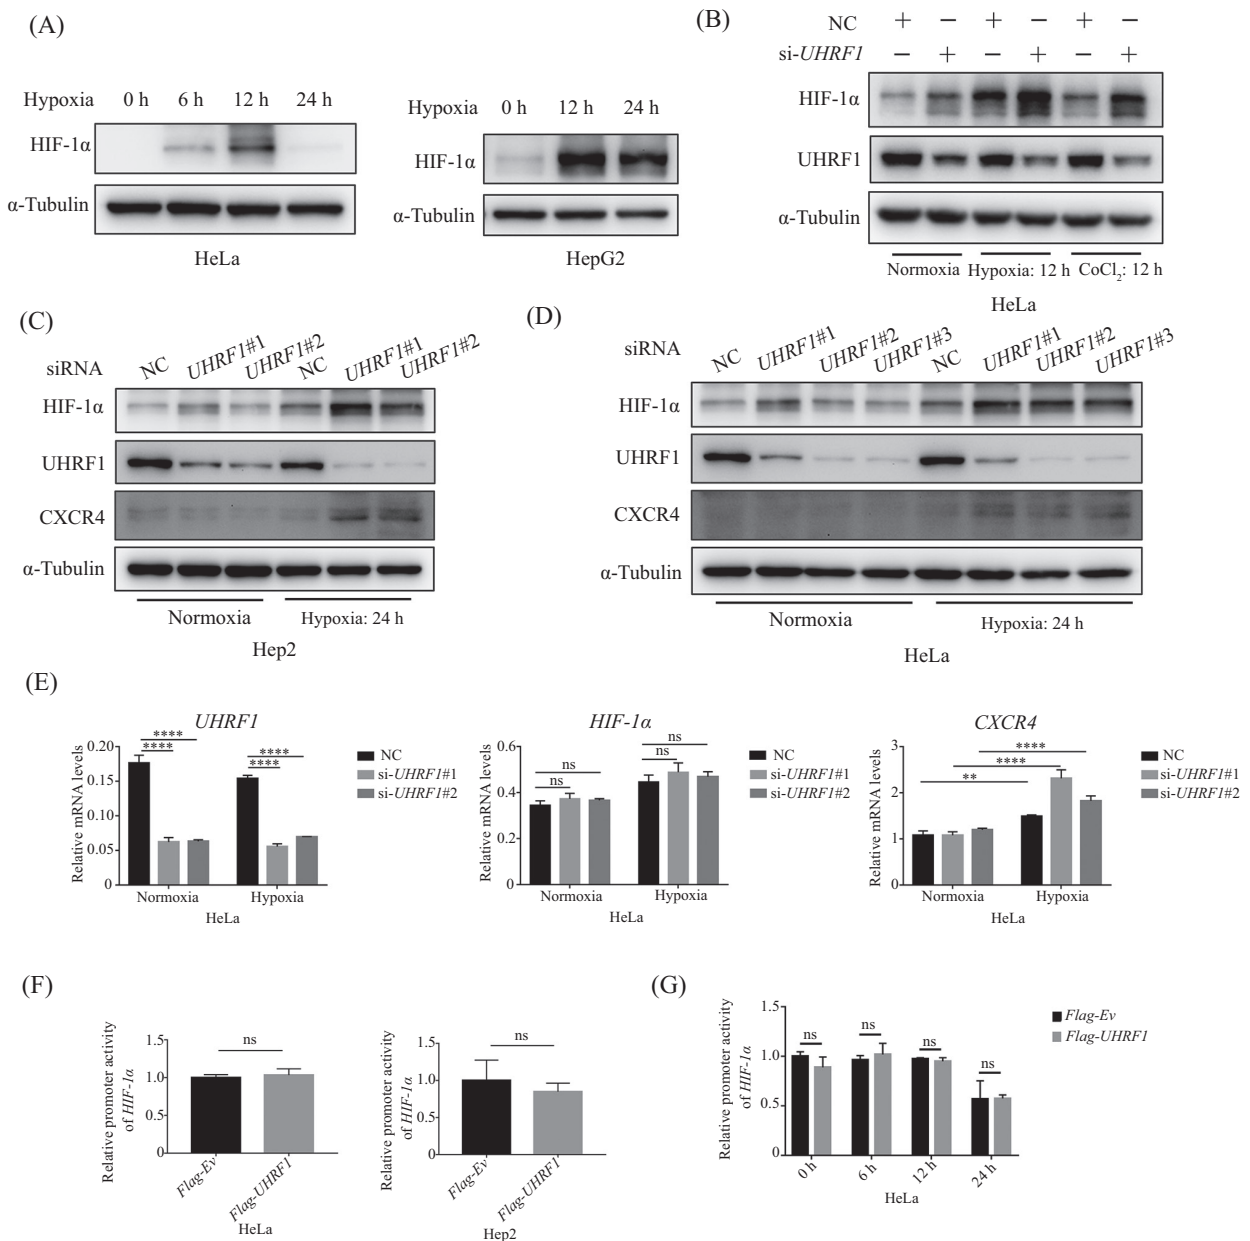 (A)
Hypoxia 0 h 6 h 12 h 24 h
HIF-1α
α-Tubulin
HeLa
Hypoxia 0 h 12 h 24 h
HIF-1α
α-Tubulin
HepG2
(B)
NC + − + − + −
si-UHRF1 − + − + − +
HIF-1α
UHRF1
α-Tubulin
Normoxia Hypoxia: 12 h CoCl₂: 12 h
HeLa
(C)
siRNA NC UHRF1#1 UHRF1#2 NC UHRF1#1 UHRF1#2
HIF-1α
UHRF1
CXCR4
α-Tubulin
Normoxia Hypoxia: 24 h
Hep2
(D)
siRNA NC UHRF1#1 UHRF1#2 UHRF1#3 NC UHRF1#1 UHRF1#2 UHRF1#3
HIF-1α
UHRF1
CXCR4
α-Tubulin
Normoxia Hypoxia: 24 h
HeLa
(E)
UHRF1
Relative mRNA levels
0.20
0.15
0.10
0.05
0
**** ****
**** ****
NC
si-UHRF1#1
si-UHRF1#2
Normoxia Hypoxia
HeLa
HIF-1α
Relative mRNA levels
0.6
0.4
0.2
0
ns ns
ns ns
NC
si-UHRF1#1
si-UHRF1#2
Normoxia Hypoxia
HeLa
CXCR4
Relative mRNA levels
3
2
1
0
****
****
**
NC
si-UHRF1#1
si-UHRF1#2
Normoxia Hypoxia
HeLa
(F)
Relative promoter activity
of HIF-1α
1.5
1.0
0.5
0
ns
Flag-Ev Flag-UHRF1
HeLa
Relative promoter activity
of HIF-1α
1.5
1.0
0.5
0
ns
Flag-Ev Flag-UHRF1
Hep2
(G)
Relative promoter activity
of HIF-1α
1.5
1.0
0.5
0
ns ns ns ns
Flag-Ev
Flag-UHRF1
0 h 6 h 12 h 24 h
HeLa